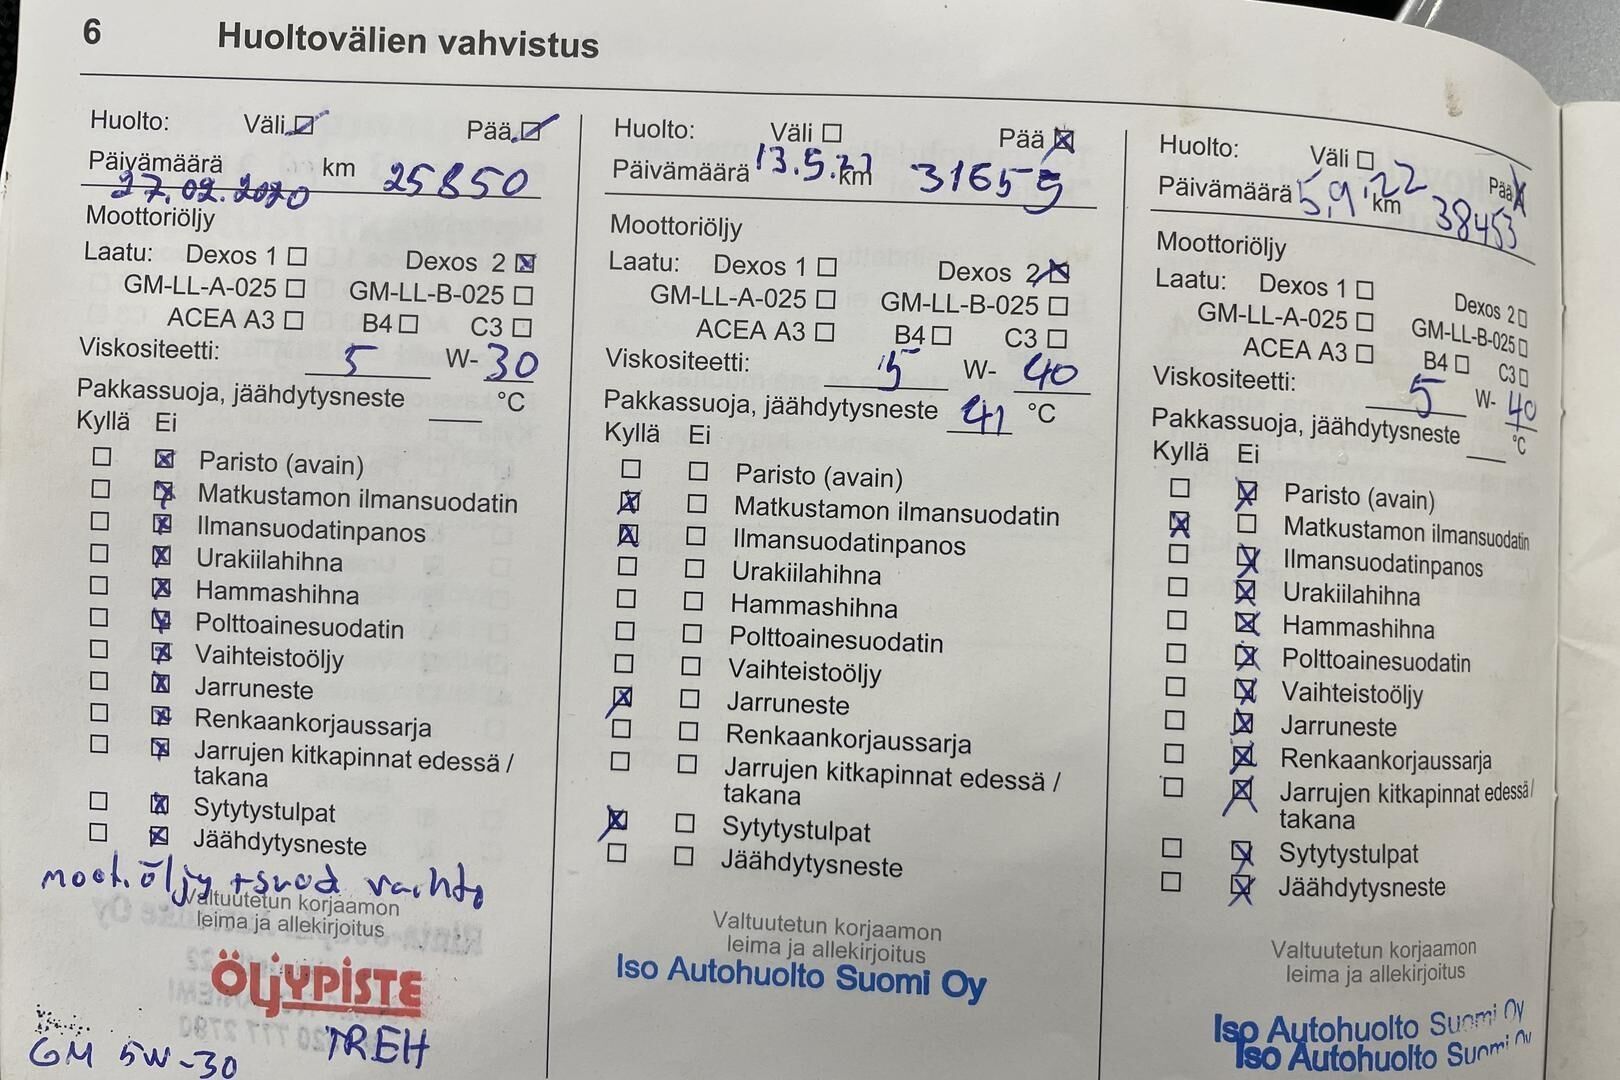 6 Huoltovälien vahvistus
Huolto: Väli Pää
Päivämäärä km 25850
27.02.2020
Moottoriöljy
Laatu: Dexos 1 Dexos 2
GM-LL-A-025 GM-LL-B-025
ACEA A3 B4 C3
Viskositeetti: 5 W-30
Pakkassuoja, jäähdytysneste °C
Kyllä Ei
Paristo (avain)
Matkustamon ilmansuodatin
Ilmansuodatinpanos
Urakiilahihna
Hammashihna
Polttoainesuodatin
Vaihteistoöljy
Jarruneste
Renkaankorjaussarja
Jarrujen kitkapinnat edessä /
takana
Sytytystulpat
Jäähdytysneste
moot.öljy +suod vaihto
Valtuutetun korjaamon
leima ja allekirjoitus
ÖLJYPISTE
TREH
GM 5W-30
Huolto: Väli Pää
Päivämäärä 13.5. km 31655
Moottoriöljy
Laatu: Dexos 1 Dexos 2
GM-LL-A-025 GM-LL-B-025
ACEA A3 B4 C3
Viskositeetti: 5 W- 40
Pakkassuoja, jäähdytysneste 41 °C
Kyllä Ei
Paristo (avain)
Matkustamon ilmansuodatin
Ilmansuodatinpanos
Urakiilahihna
Hammashihna
Polttoainesuodatin
Vaihteistoöljy
Jarruneste
Renkaankorjaussarja
Jarrujen kitkapinnat edessä /
takana
Sytytystulpat
Jäähdytysneste
Valtuutetun korjaamon
leima ja allekirjoitus
Iso Autohuolto Suomi Oy
Huolto: Väli Pää
Päivämäärä 5.9.22 km 38453
Moottoriöljy
Laatu: Dexos 1 Dexos 2
GM-LL-A-025 GM-LL-B-025
ACEA A3 B4 C3
Viskositeetti: 5 W- 40
Pakkassuoja, jäähdytysneste °C
Kyllä Ei
Paristo (avain)
Matkustamon ilmansuodatin
Ilmansuodatinpanos
Urakiilahihna
Hammashihna
Polttoainesuodatin
Vaihteistoöljy
Jarruneste
Renkaankorjaussarja
Jarrujen kitkapinnat edessä /
takana
Sytytystulpat
Jäähdytysneste
Valtuutetun korjaamon
leima ja allekirjoitus
Iso Autohuolto Suomi Oy
Iso Autohuolto Suomi Oy